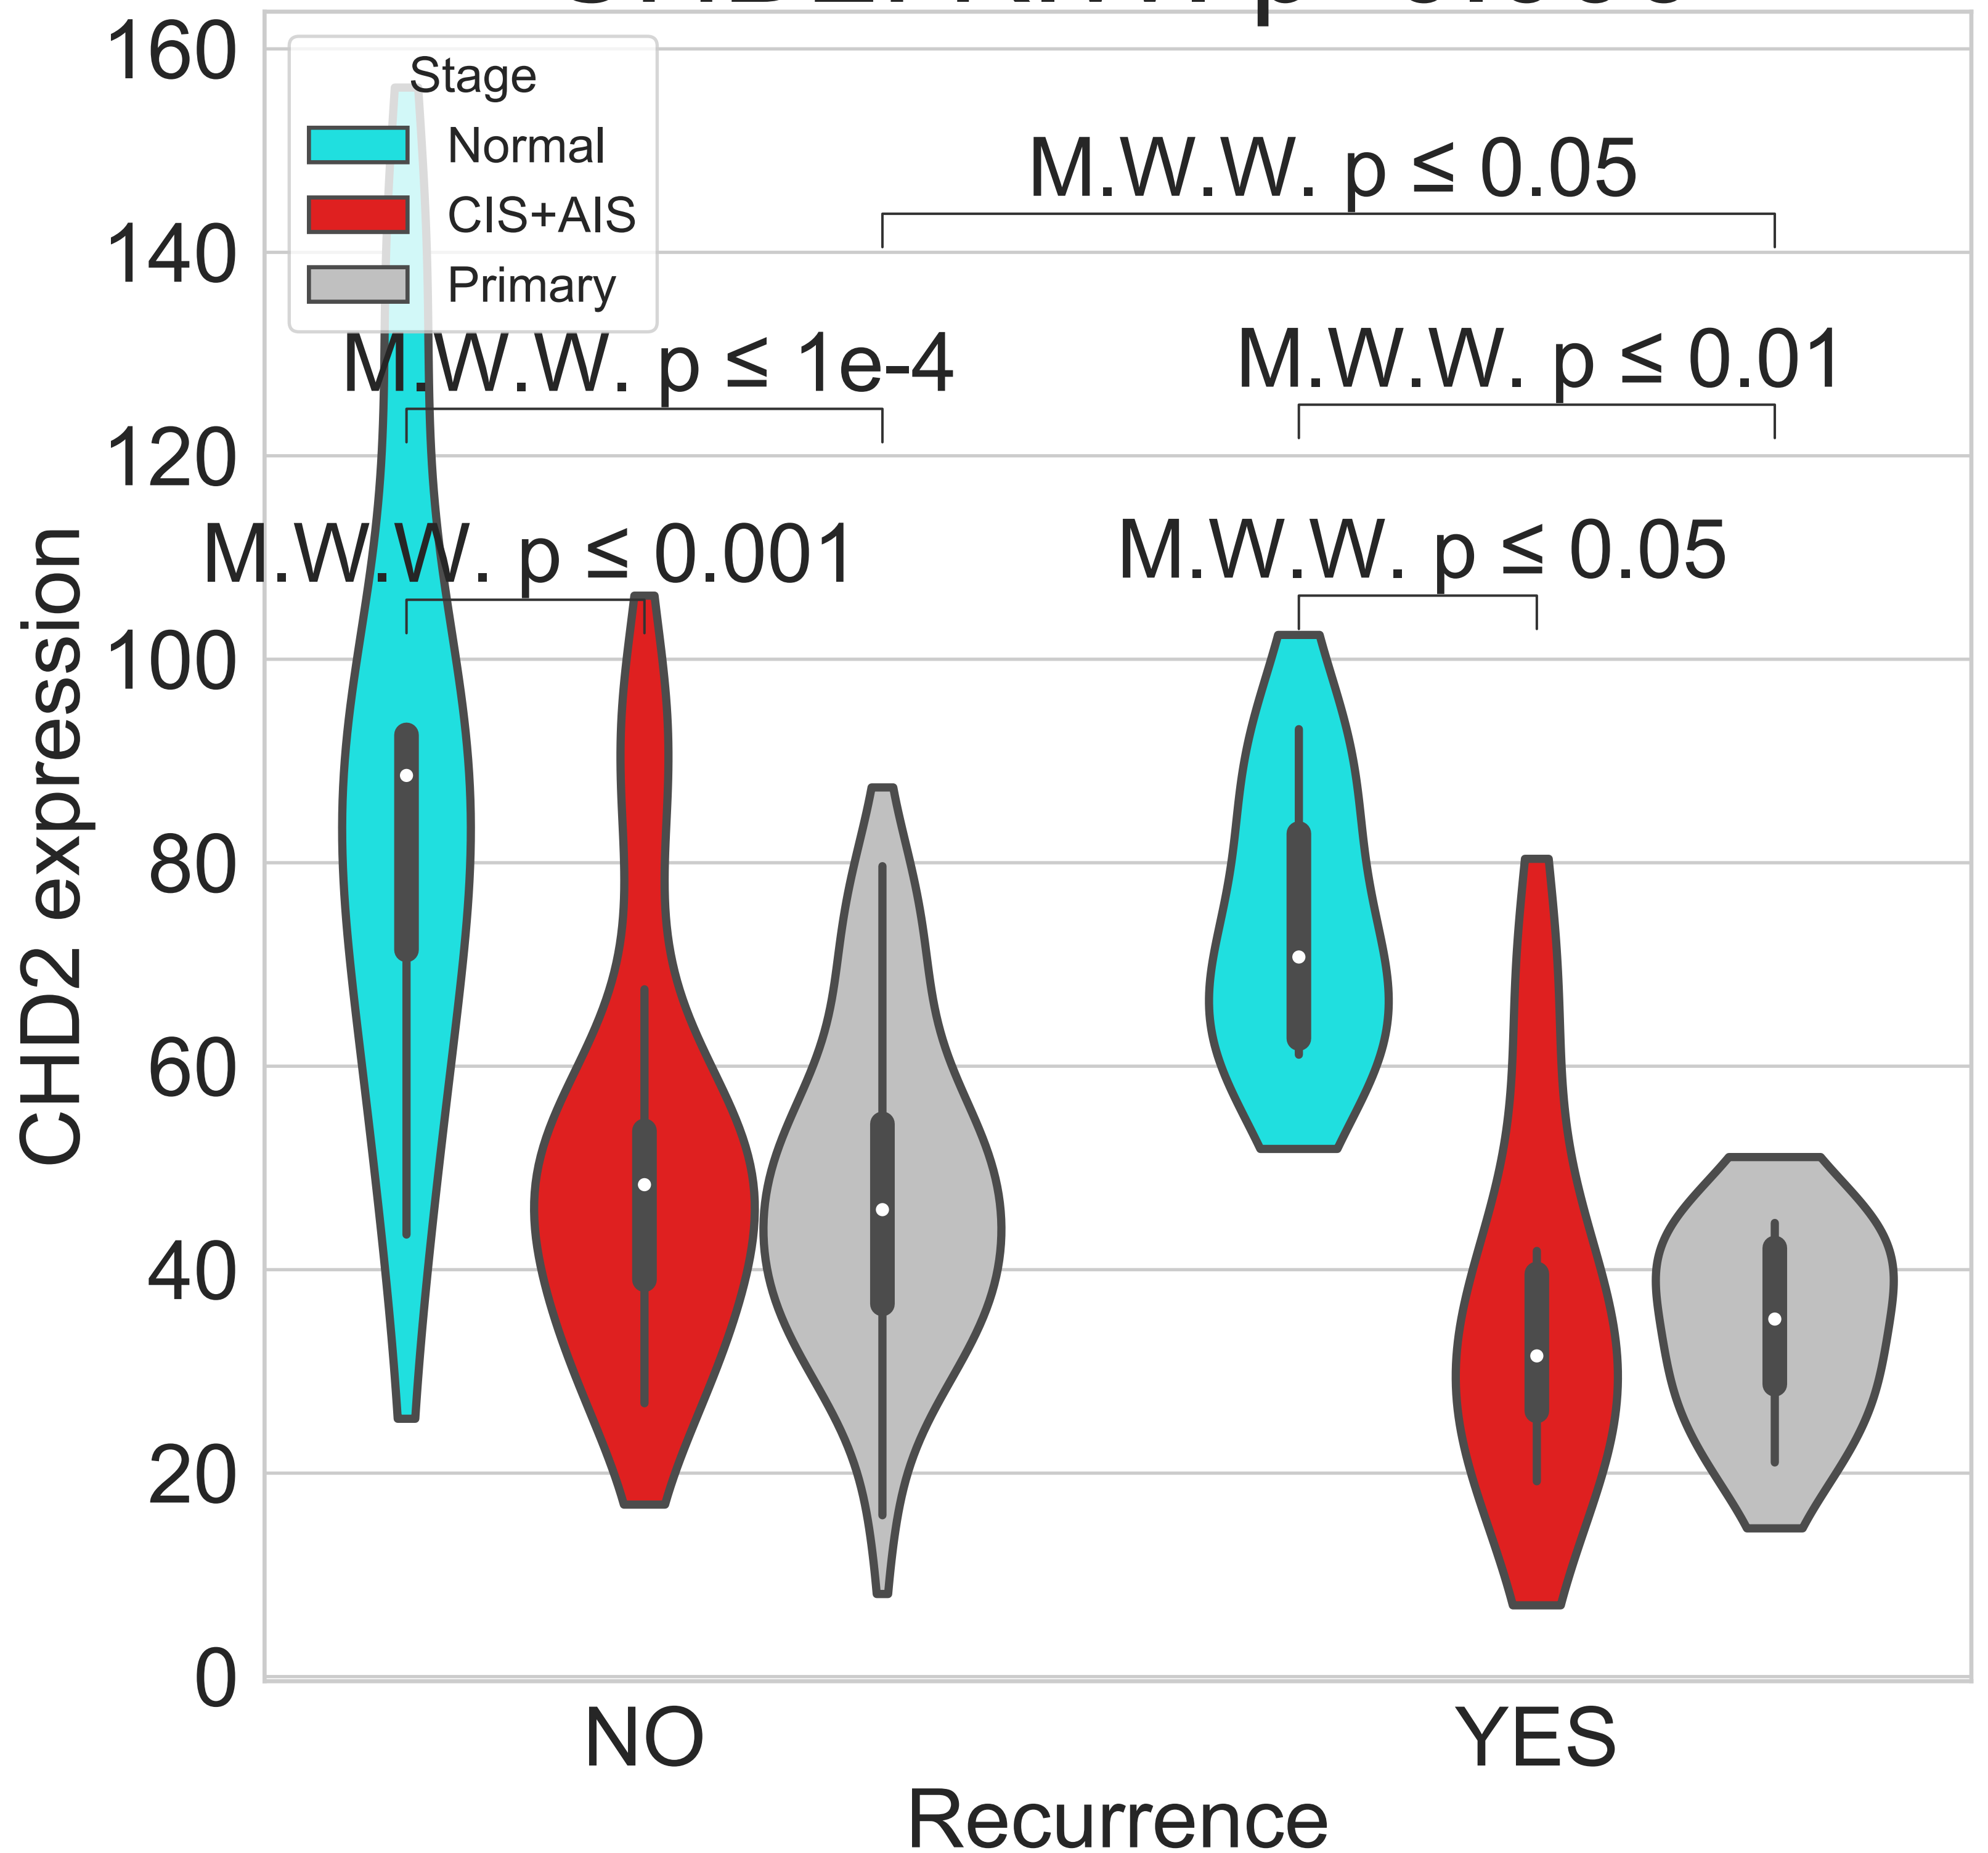 160
Stage
Normal
CIS+AIS
Primary
M.W.W. p ≤ 0.05
140
M.W.W. p ≤ 1e-4
M.W.W. p ≤ 0.01
120
M.W.W. p ≤ 0.001
M.W.W. p ≤ 0.05
100
CHD2 expression
80
60
40
20
0
NO
YES
Recurrence